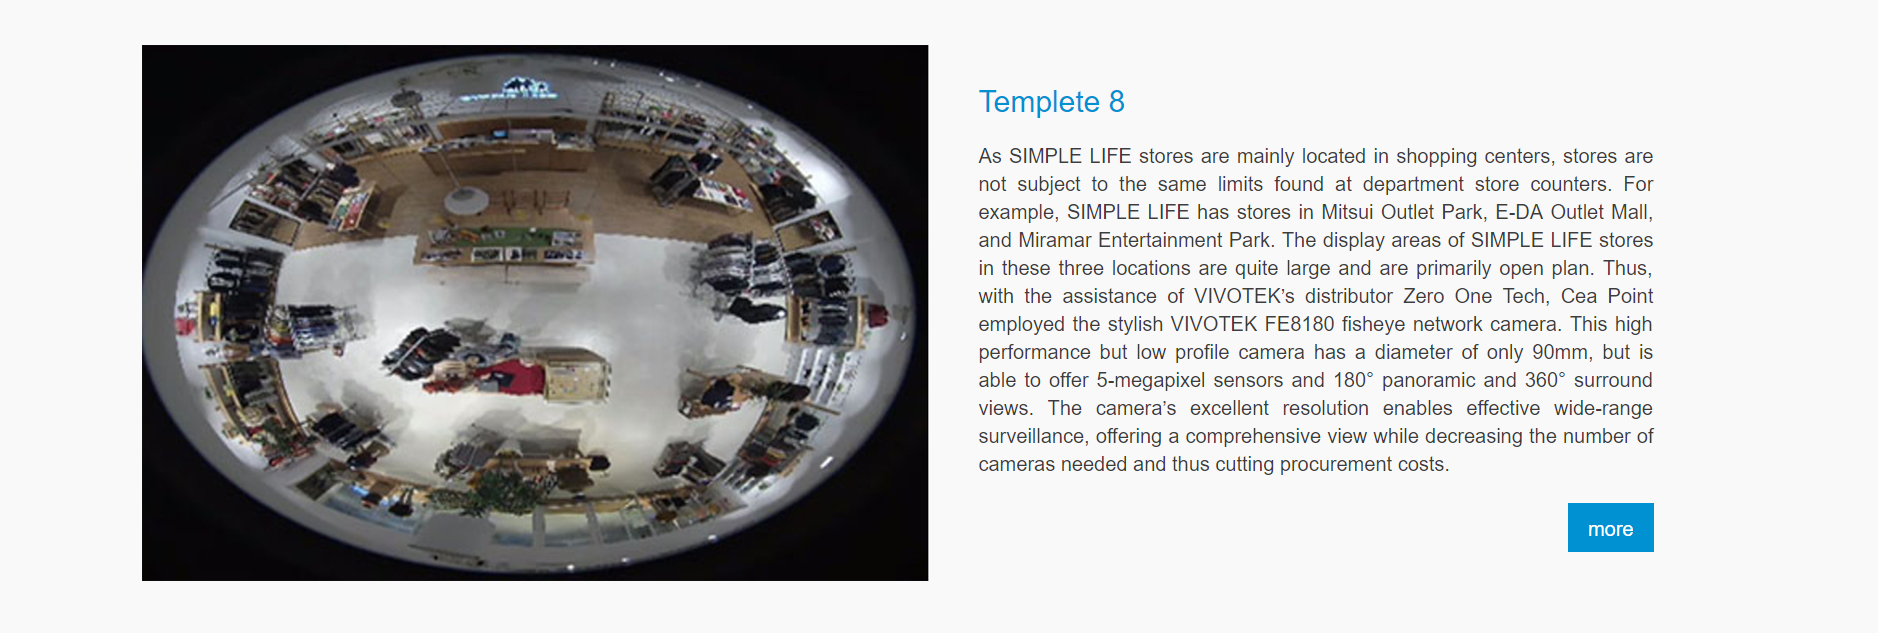 Templete 8
As SIMPLE LIFE stores are mainly located in shopping centers, stores are
not subject to the same limits found at department store counters. For
example, SIMPLE LIFE has stores in Mitsui Outlet Park, E-DA Outlet Mall,
and Miramar Entertainment Park. The display areas of SIMPLE LIFE stores
in these three locations are quite large and are primarily open plan. Thus,
with the assistance of VIVOTEK’s distributor Zero One Tech, Cea Point
employed the stylish VIVOTEK FE8180 fisheye network camera. This high
performance but low profile camera has a diameter of only 90mm, but is
able to offer 5-megapixel sensors and 180° panoramic and 360° surround
views. The camera’s excellent resolution enables effective wide-range
surveillance, offering a comprehensive view while decreasing the number of
cameras needed and thus cutting procurement costs.
more